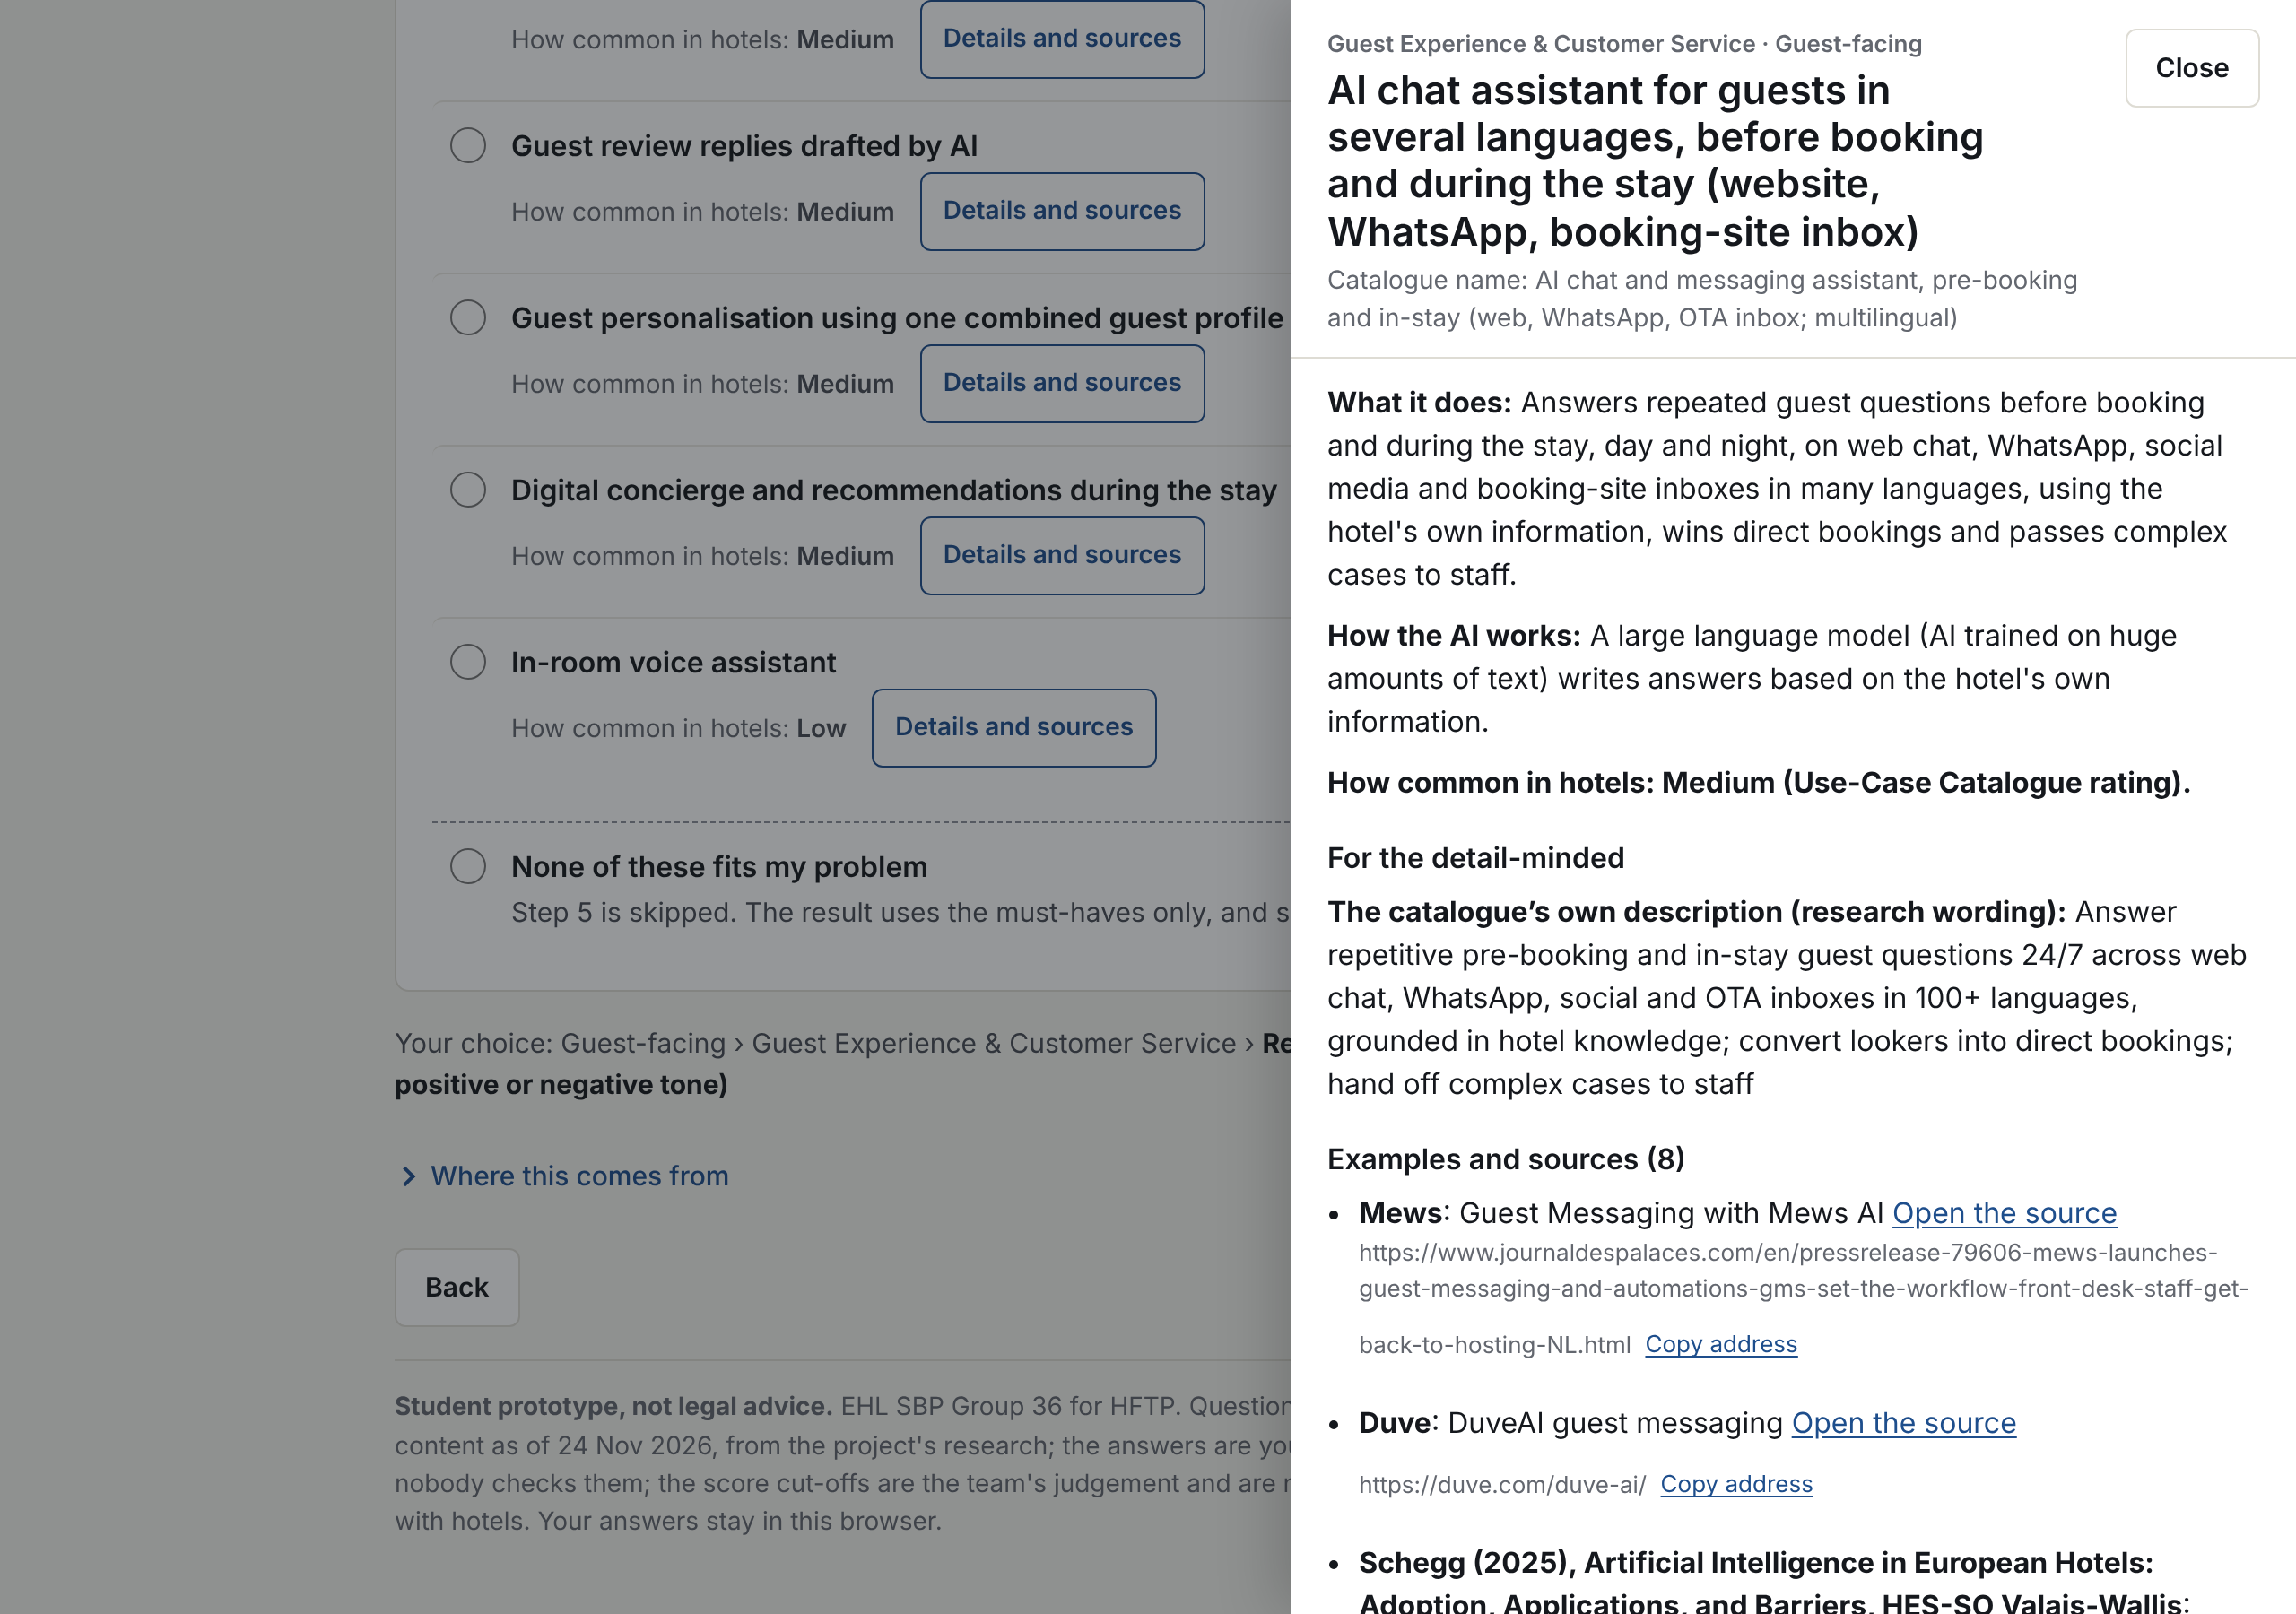 How common in hotels: Medium
Details and sources
Guest review replies drafted by AI
How common in hotels: Medium
Details and sources
Guest personalisation using one combined guest profile
How common in hotels: Medium
Details and sources
Digital concierge and recommendations during the stay
How common in hotels: Medium
Details and sources
In-room voice assistant
How common in hotels: Low
Details and sources
None of these fits my problem
Step 5 is skipped. The result uses the must-haves only, and
Your choice: Guest-facing › Guest Experience & Customer Service ›
positive or negative tone)
Where this comes from
Back
Student prototype, not legal advice. EHL SBP Group 36 for HFTP.
content as of 24 Nov 2026, from the project's research; the answers are
nobody checks them; the score cut-offs are the team's judgement and are
with hotels. Your answers stay in this browser.
Guest Experience & Customer Service · Guest-facing
Close
AI chat assistant for guests in
several languages, before booking
and during the stay (website,
WhatsApp, booking-site inbox)
Catalogue name: AI chat and messaging assistant, pre-booking
and in-stay (web, WhatsApp, OTA inbox; multilingual)
What it does: Answers repeated guest questions before booking
and during the stay, day and night, on web chat, WhatsApp, social
media and booking-site inboxes in many languages, using the
hotel's own information, wins direct bookings and passes complex
cases to staff.
How the AI works: A large language model (AI trained on huge
amounts of text) writes answers based on the hotel's own
information.
How common in hotels: Medium (Use-Case Catalogue rating).
For the detail-minded
The catalogue’s own description (research wording): Answer
repetitive pre-booking and in-stay guest questions 24/7 across web
chat, WhatsApp, social and OTA inboxes in 100+ languages,
grounded in hotel knowledge; convert lookers into direct bookings;
hand off complex cases to staff
Examples and sources (8)
• Mews: Guest Messaging with Mews AI Open the source
https://www.journaldespalaces.com/en/pressrelease-79606-mews-launches-
guest-messaging-and-automations-gms-set-the-workflow-front-desk-staff-get-
back-to-hosting-NL.html Copy address
• Duve: DuveAI guest messaging Open the source
https://duve.com/duve-ai/ Copy address
• Schegg (2025), Artificial Intelligence in European Hotels:
Adoption, Applications, and Barriers. HES-SO Valais-Wallis: